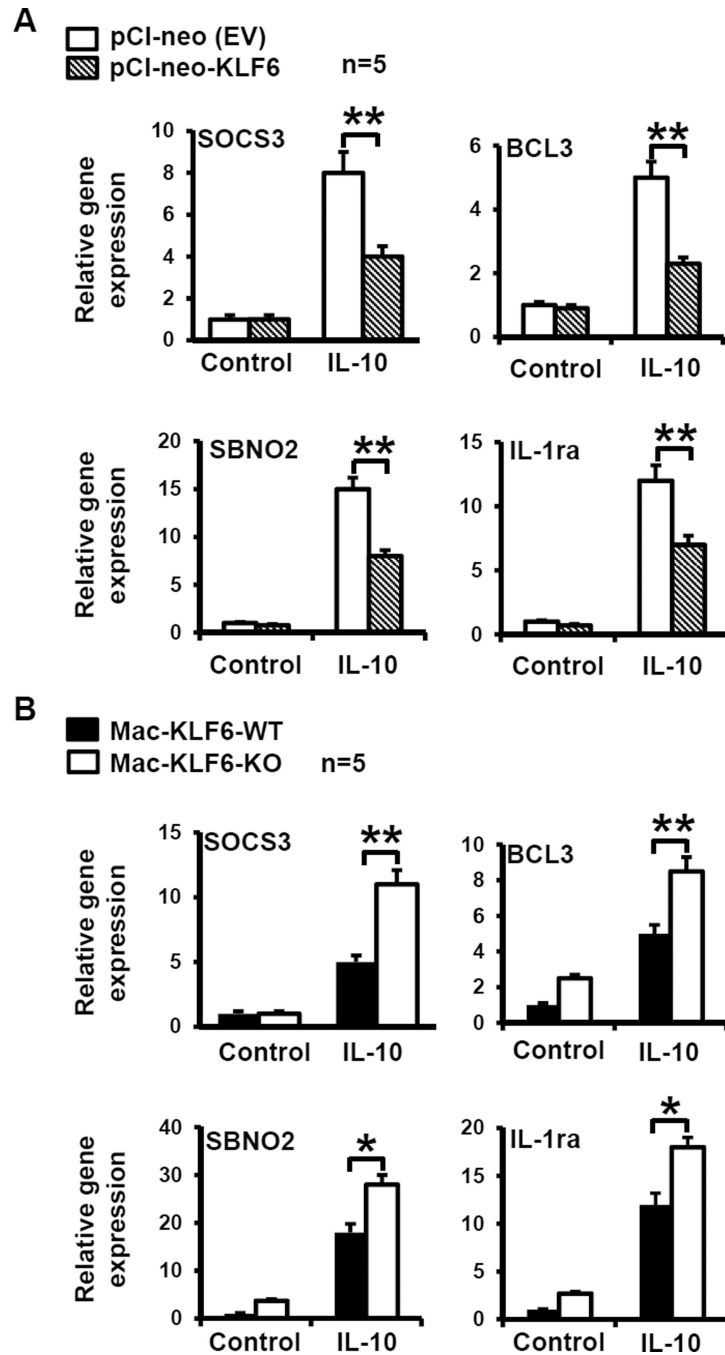 A
pCI-neo (EV)
pCI-neo-KLF6 n=5
Relative gene
expression
SOCS3
**
10
8
6
4
2
0
Control IL-10
BCL3
**
6
4
2
0
Control IL-10
Relative gene
expression
SBNO2
**
20
15
10
5
0
Control IL-10
IL-1ra
**
15
10
5
0
Control IL-10
B
Mac-KLF6-WT
Mac-KLF6-KO n=5
Relative gene
expression
SOCS3
**
15
10
5
0
Control IL-10
BCL3
**
10
8
6
4
2
0
Control IL-10
Relative gene
expression
SBNO2
*
40
30
20
10
0
Control IL-10
IL-1ra
*
20
15
10
5
0
Control IL-10